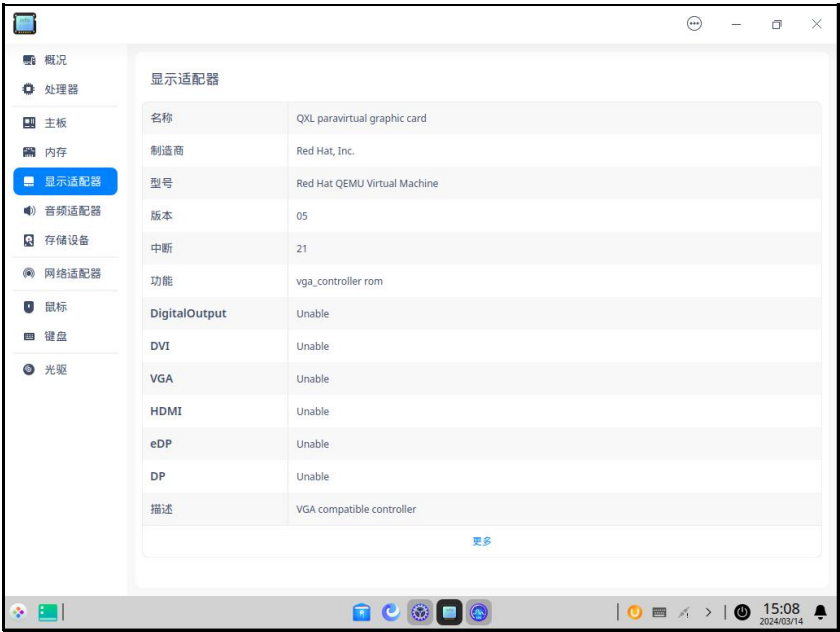 概况
处理器
主板
内存
显示适配器
音频适配器
存储设备
网络适配器
鼠标
键盘
光驱
显示适配器
名称 QXL paravirtual graphic card
制造商 Red Hat, Inc.
型号 Red Hat QEMU Virtual Machine
版本 05
中断 21
功能 vga_controller rom
DigitalOutput Unable
DVI Unable
VGA Unable
HDMI Unable
eDP Unable
DP Unable
描述 VGA compatible controller
更多
15:08
2024/03/14